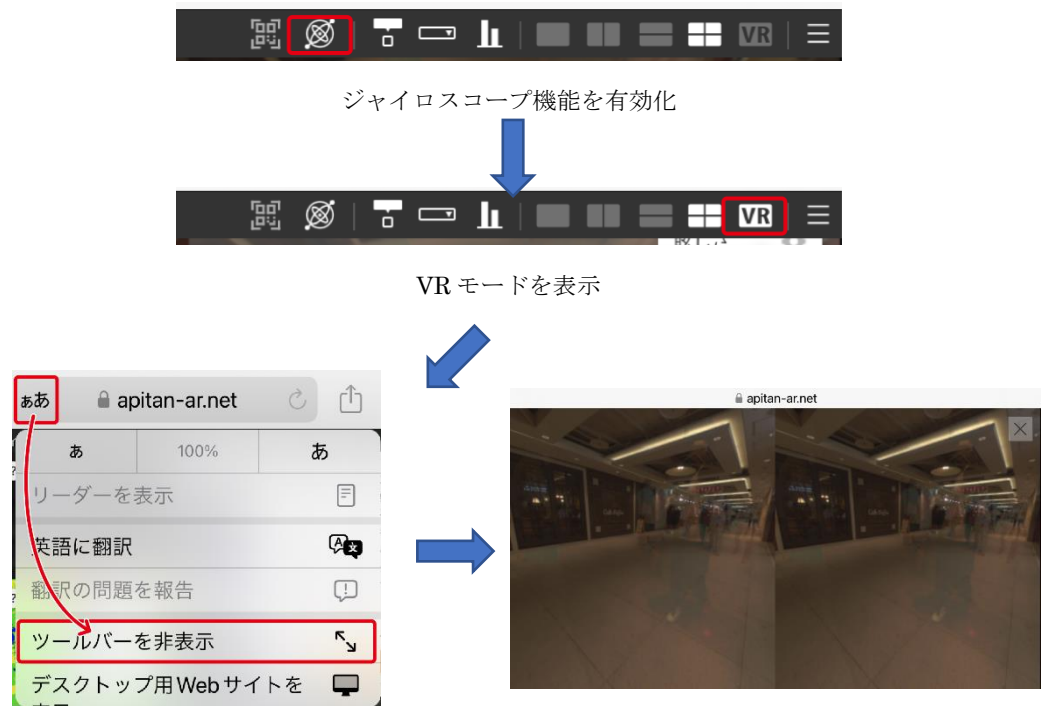 VR
ジャイロスコープ機能を有効化
VR
VR モードを表示
ぁあ apitan-ar.net
あ 100% あ
リーダーを表示
英語に翻訳
翻訳の問題を報告
ツールバーを非表示
デスクトップ用Webサイトを
apitan-ar.net